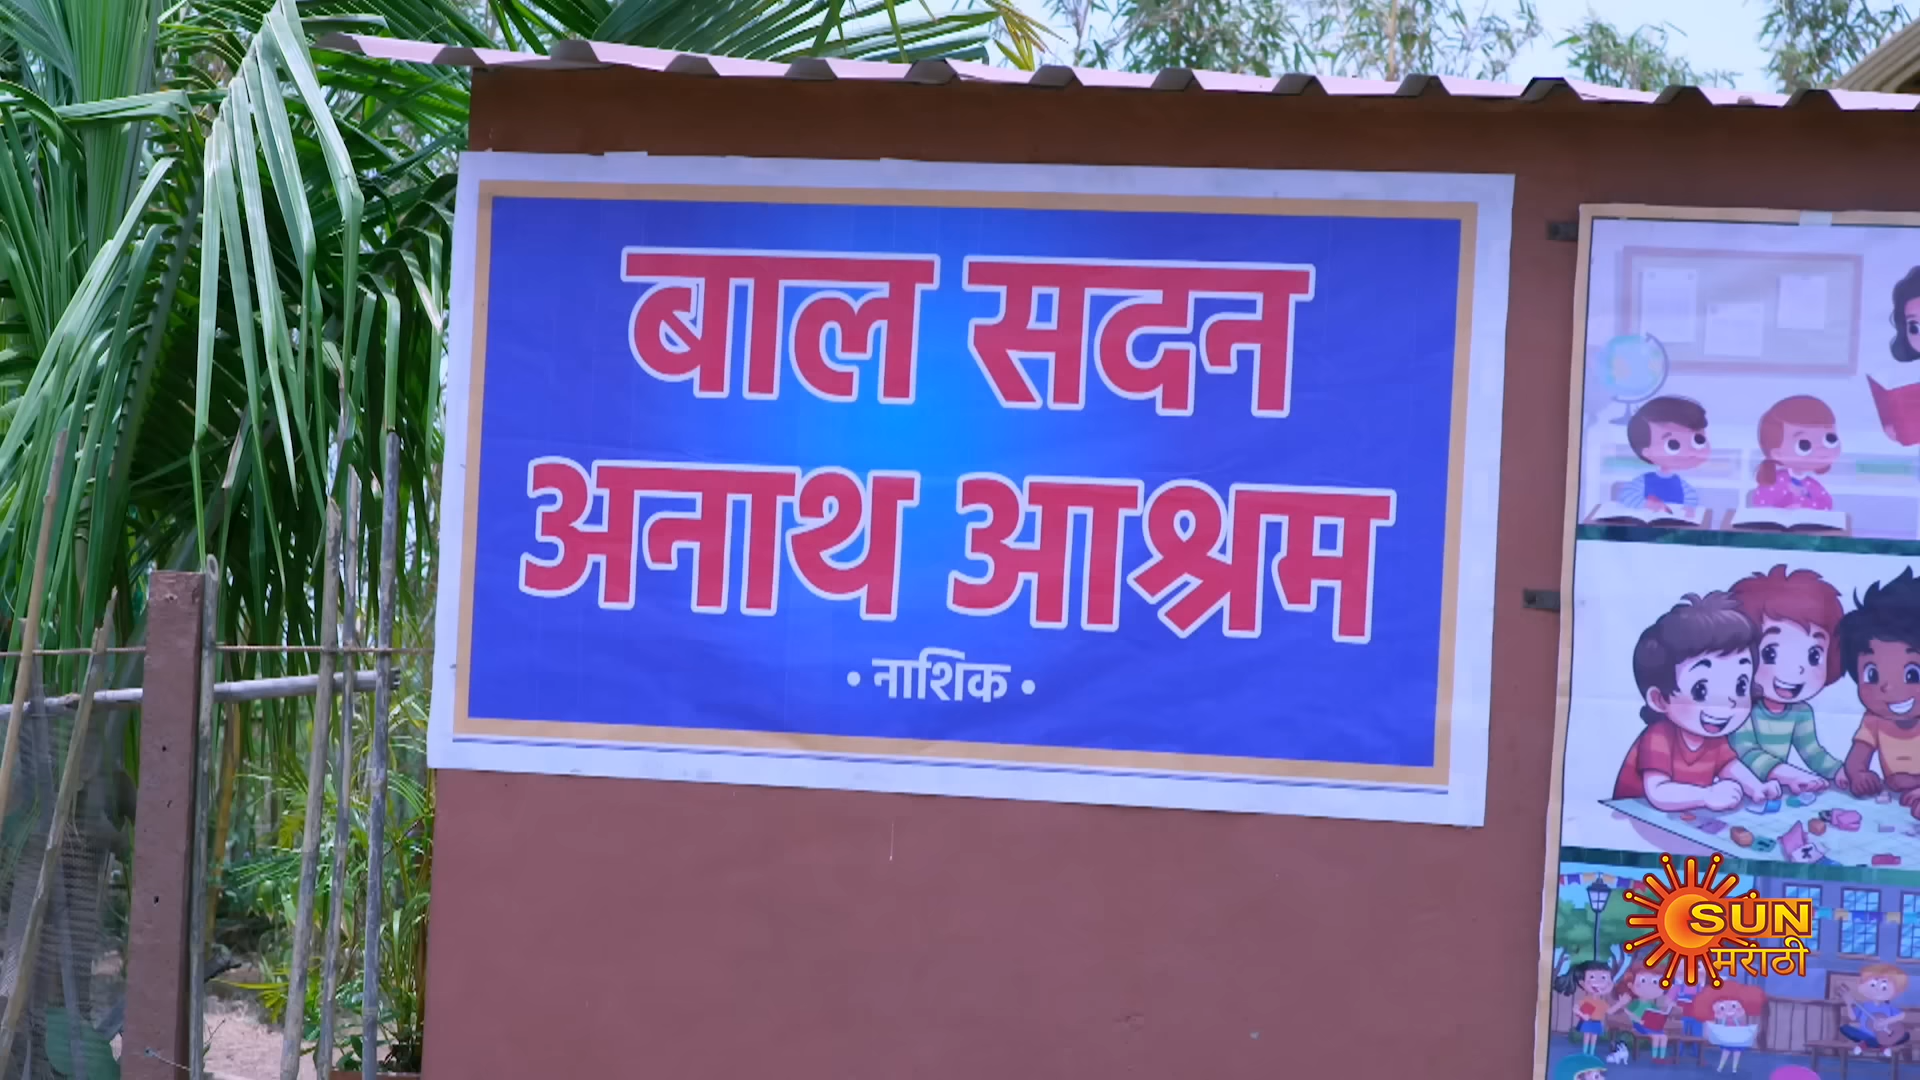 बाल सदन
अनाथ आश्रम
• नाशिक •
SUN
मराठी